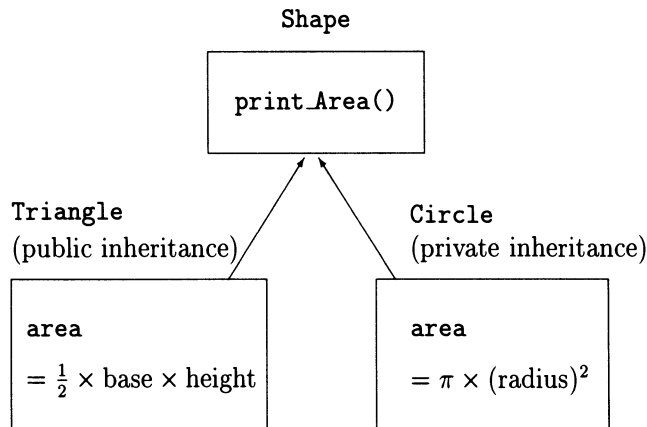 Shape
print_Area()
Triangle
(public inheritance)
Circle
(private inheritance)
area
= 1/2 × base × height
area
= π × (radius)²